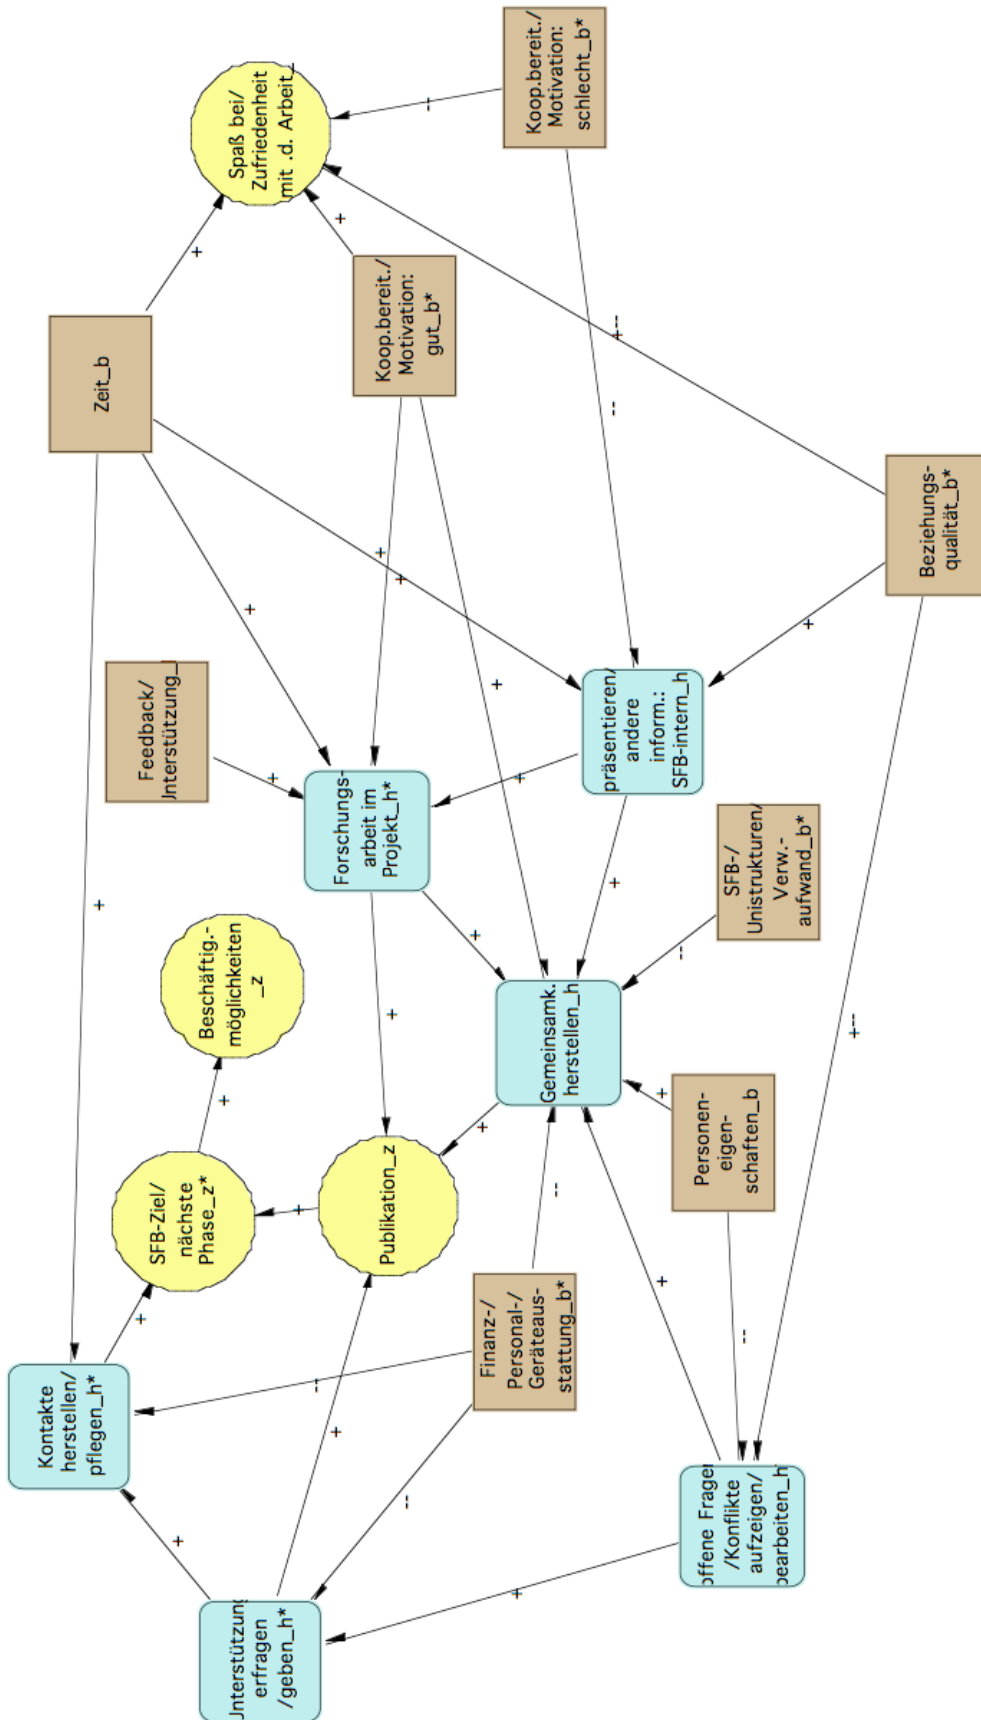 Kontakte
herstellen/
pflegen_h*
Zeit_b
+
Feedback/
Unterstützung_
+
SFB-Ziel/
nächste
Phase_z*
Beschäftig.-
möglichkeiten
_z
+
+
+
+
Spaß bei/
Zufriedenheit
mit .d. Arbeit_
Unterstützung
erfragen
/geben_h*
+
+
--
+
+
Forschungs-
arbeit im
Projekt_h*
Publikation_z
Koop.bereit./
Motivation:
gut_b*
+
+
+
--
--
+
+
+
Finanz-/
Personal-/
Geräteaus-
stattung_b*
Gemeinsamk.
herstellen_h
Koop.bereit./
Motivation:
schlecht_b*
+
+
--
--
+
+--
präsentieren/
andere
inform.:
SFB-intern_h
+
+
--
offene Frage
/Konflikte
aufzeigen/
bearbeiten_h
Personen-
eigen-
schaften_b
SFB-/
Unistrukturen/
Verw.-
aufwand_b*
--
+
+--
Beziehungs-
qualität_b*